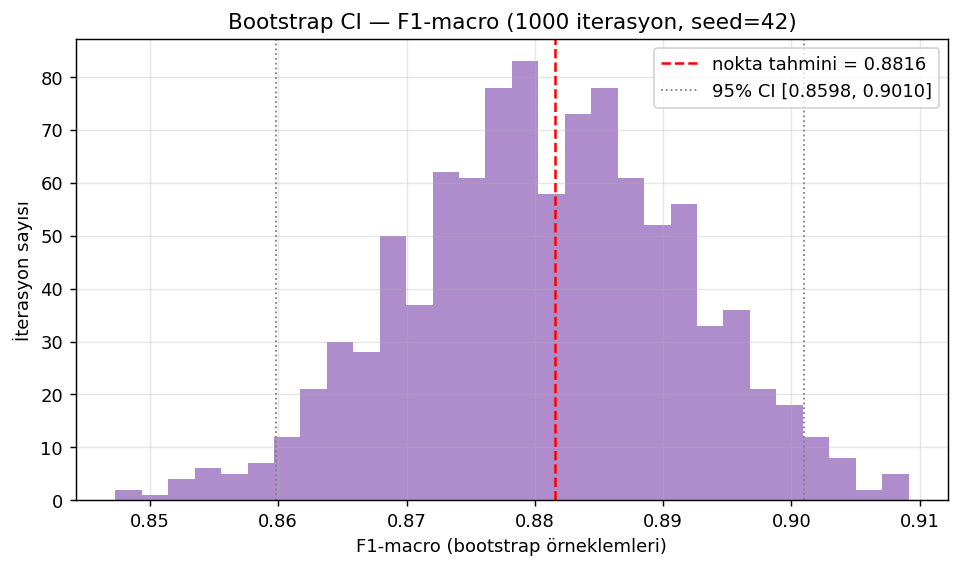 Bootstrap CI — F1-macro (1000 iterasyon, seed=42)
nokta tahmini = 0.8816
95% CI [0.8598, 0.9010]
İterasyon sayısı
80
70
60
50
40
30
20
10
0
0.85 0.86 0.87 0.88 0.89 0.90 0.91
F1-macro (bootstrap örneklemleri)